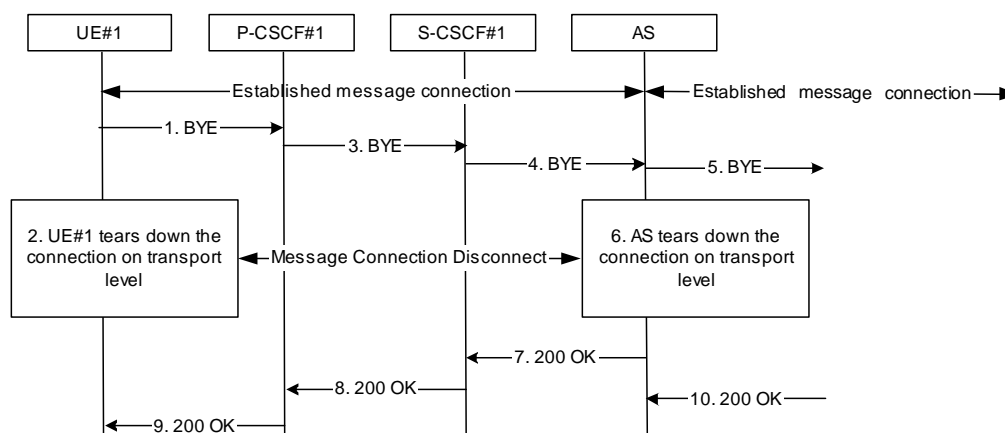 UE#1
P-CSCF#1
S-CSCF#1
AS
Established message connection
Established message connection
1. BYE
3. BYE
4. BYE
5. BYE
2. UE#1 tears down the
connection on transport
level
Message Connection Disconnect
6. AS tears down the
connection on transport
level
7. 200 OK
8. 200 OK
10. 200 OK
9. 200 OK